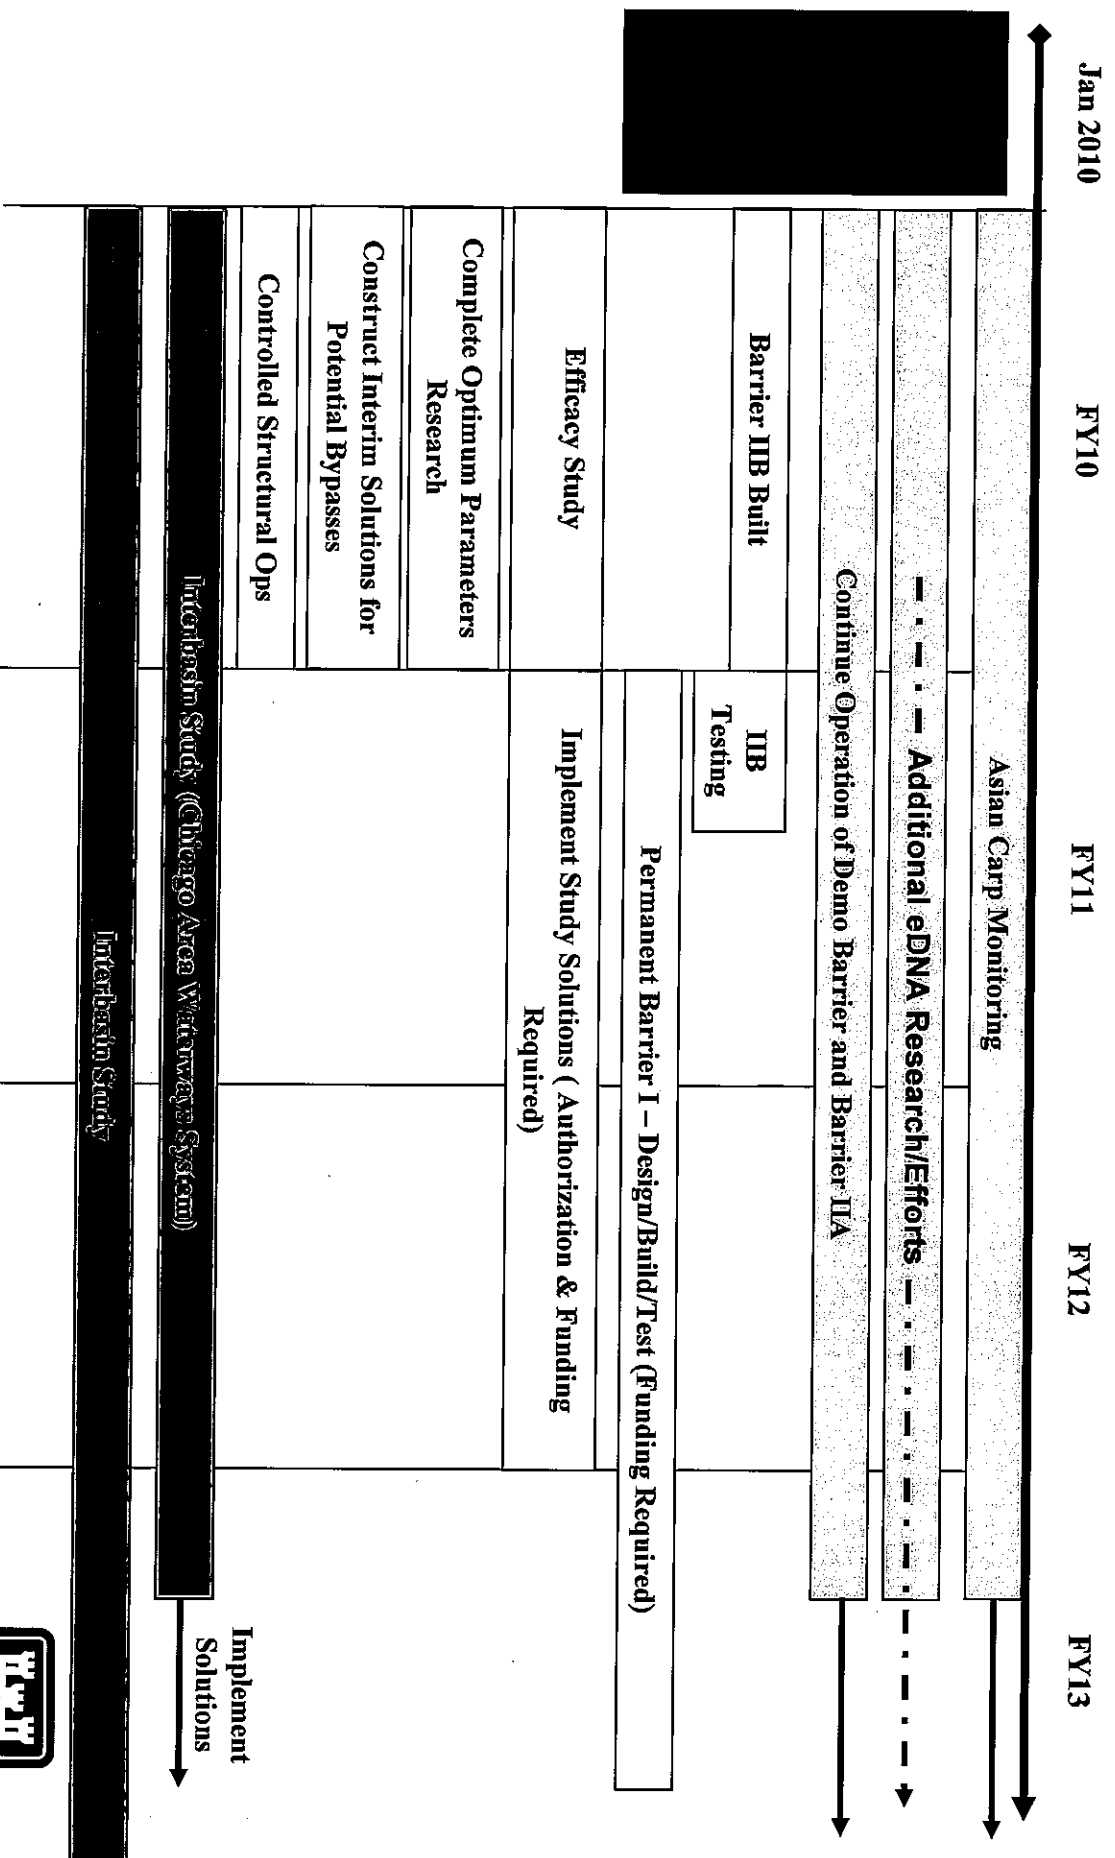 Jan 2010
FY10
FY11
FY12
FY13
Asian Carp Monitoring
Additional eDNA Research/Efforts
Continue Operation of Demo Barrier and Barrier IIA
Barrier IIB Built
IIB
Testing
Permanent Barrier I – Design/Build/Test (Funding Required)
Efficacy Study
Implement Study Solutions ( Authorization & Funding
Required)
Complete Optimum Parameters
Research
Construct Interim Solutions for
Potential Bypasses
Controlled Structural Ops
Interbasin Study (Chicago Area Waterways System)
Implement
Solutions
Interbasin Study